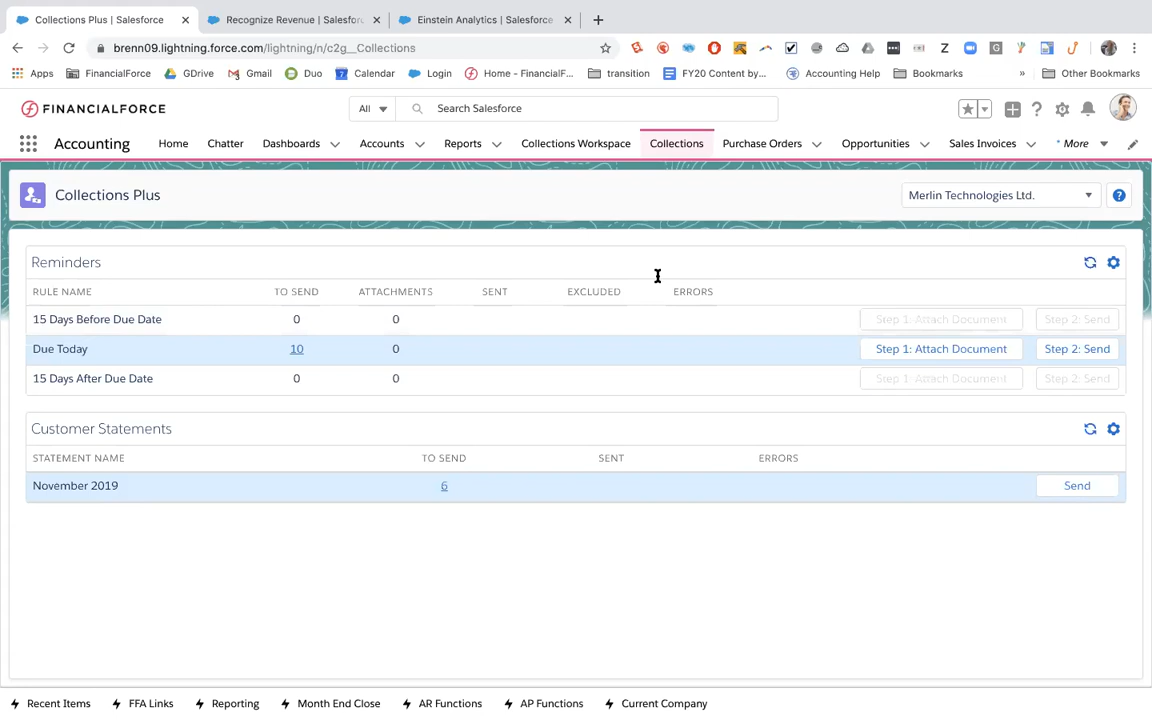 Collections Plus | Salesforce
Recognize Revenue | Salesforc
Einstein Analytics | Salesforce
brenn09.lightning.force.com/lightning/n/c2g__Collections
Apps FinancialForce GDrive Gmail Duo Calendar Login Home - FinancialF... transition FY20 Content by... Accounting Help Bookmarks » Other Bookmarks
FINANCIALFORCE
All Search Salesforce
Accounting Home Chatter Dashboards Accounts Reports Collections Workspace Collections Purchase Orders Opportunities Sales Invoices * More
Collections Plus
Merlin Technologies Ltd.
Reminders
RULE NAME TO SEND ATTACHMENTS SENT EXCLUDED ERRORS
15 Days Before Due Date 0 0 Step 1: Attach Document Step 2: Send
Due Today 10 0 Step 1: Attach Document Step 2: Send
15 Days After Due Date 0 0 Step 1: Attach Document Step 2: Send
Customer Statements
STATEMENT NAME TO SEND SENT ERRORS
November 2019 6 Send
Recent Items FFA Links Reporting Month End Close AR Functions AP Functions Current Company